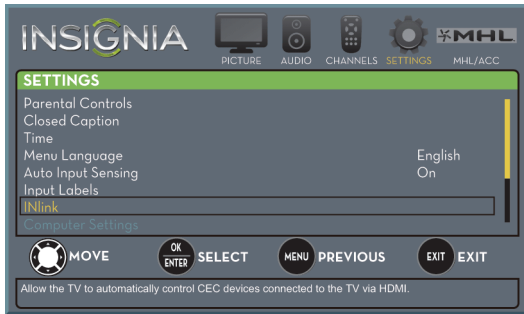 INSIGNIA
PICTURE AUDIO CHANNELS SETTINGS MHL MHL/ACC
SETTINGS
Parental Controls
Closed Caption
Time
Menu Language English
Auto Input Sensing On
Input Labels
INlink
Computer Settings
MOVE OK ENTER SELECT MENU PREVIOUS EXIT EXIT
Allow the TV to automatically control CEC devices connected to the TV via HDMI.